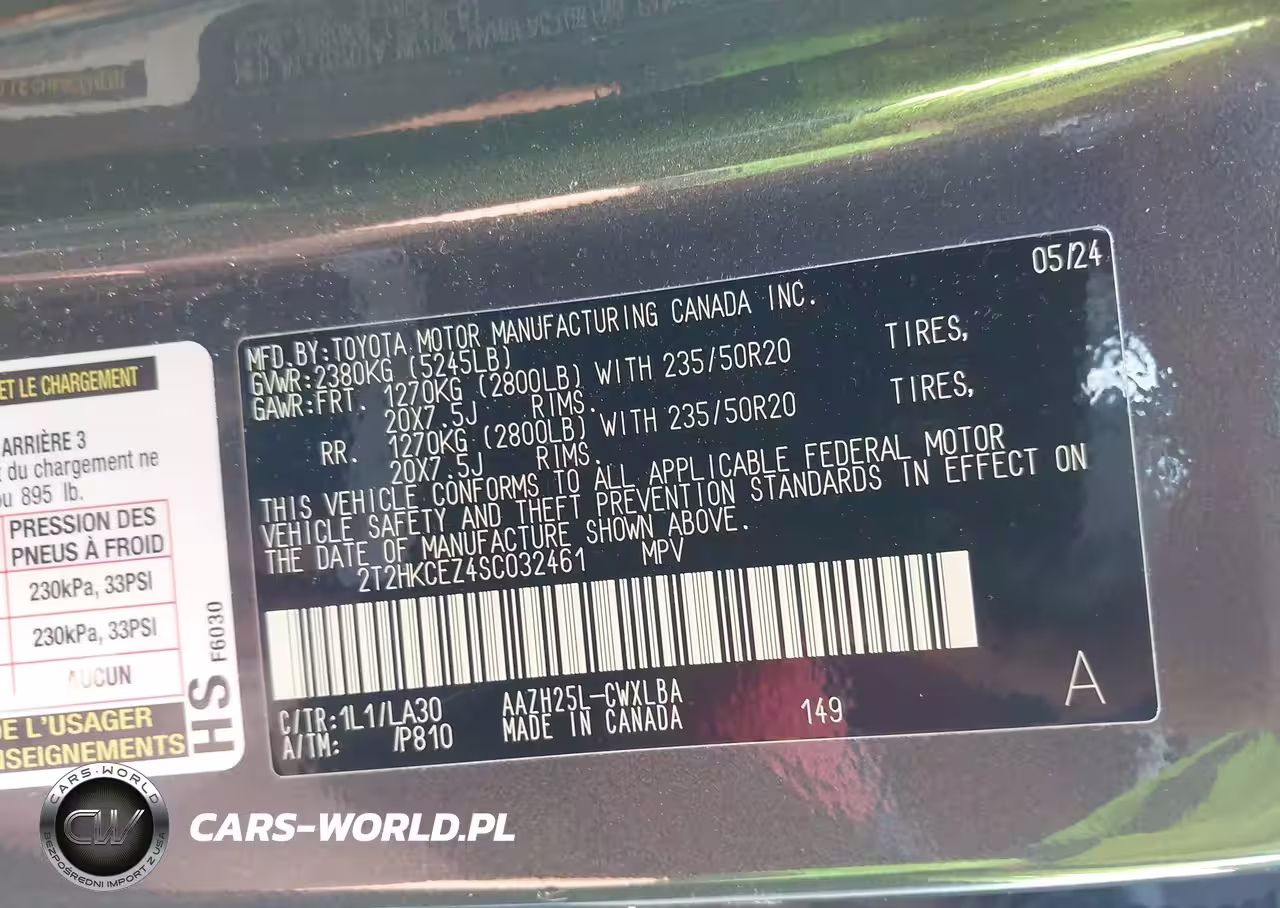 05/24
MFD.BY:TOYOTA MOTOR MANUFACTURING CANADA INC.
GVWR:2380KG (5245LB)
GAWR:FRT. 1270KG (2800LB) WITH 235/50R20 TIRES,
20X7.5J RIMS.
RR. 1270KG (2800LB) WITH 235/50R20 TIRES,
20X7.5J RIMS.
THIS VEHICLE CONFORMS TO ALL APPLICABLE FEDERAL MOTOR
VEHICLE SAFETY AND THEFT PREVENTION STANDARDS IN EFFECT ON
THE DATE OF MANUFACTURE SHOWN ABOVE.
2T2HKCEZ4SC032461 MPV
C/TR:1L1/LA30 AAZH25L-CWXLBA
A/TM: /P810 MADE IN CANADA 149 A
ET LE CHARGEMENT
ARRIÈRE 3
du chargement ne
ou 895 lb.
PRESSION DES
PNEUS À FROID
230kPa, 33PSI
230kPa, 33PSI
AUCUN
DE L'USAGER
HS F6030
CARS-WORLD
CW
BEZPOŚREDNI IMPORT Z USA
CARS-WORLD.PL